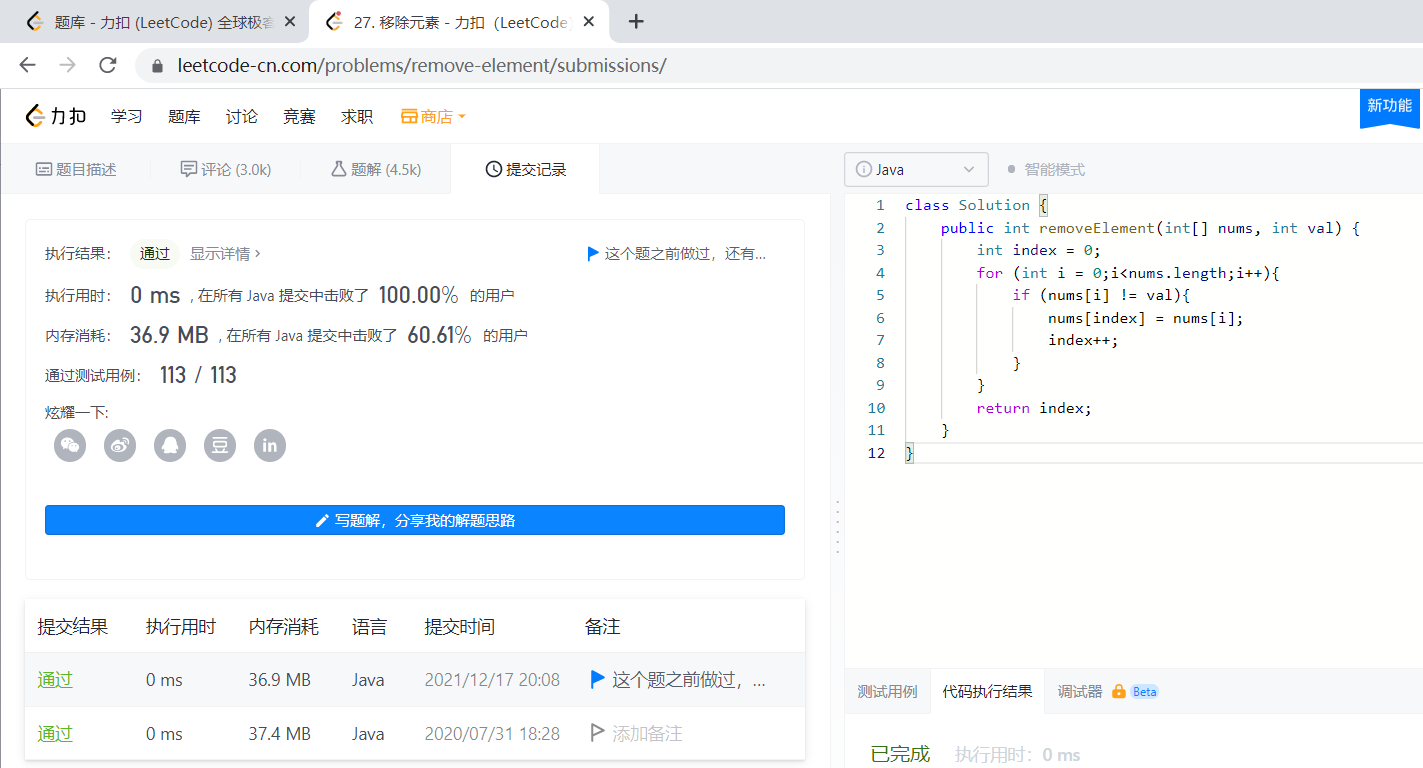 题库 - 力扣 (LeetCode) 全球极客
27. 移除元素 - 力扣 (LeetCode)
leetcode-cn.com/problems/remove-element/submissions/
力扣 学习 题库 讨论 竞赛 求职 商店
新功能
题目描述 评论 (3.0k) 题解 (4.5k) 提交记录
执行结果： 通过 显示详情 >
这个题之前做过，还有...
执行用时： 0 ms , 在所有 Java 提交中击败了 100.00% 的用户
内存消耗： 36.9 MB , 在所有 Java 提交中击败了 60.61% 的用户
通过测试用例： 113 / 113
炫耀一下:
豆 in
写题解，分享我的解题思路
提交结果 执行用时 内存消耗 语言 提交时间 备注
通过 0 ms 36.9 MB Java 2021/12/17 20:08 这个题之前做过，...
通过 0 ms 37.4 MB Java 2020/07/31 18:28 添加备注
Java 智能模式
1 class Solution {
2 public int removeElement(int[] nums, int val) {
3 int index = 0;
4 for (int i = 0;i<nums.length;i++){
5 if (nums[i] != val){
6 nums[index] = nums[i];
7 index++;
8 }
9 }
10 return index;
11 }
12 }
测试用例 代码执行结果 调试器 Beta
已完成 执行用时：0 ms